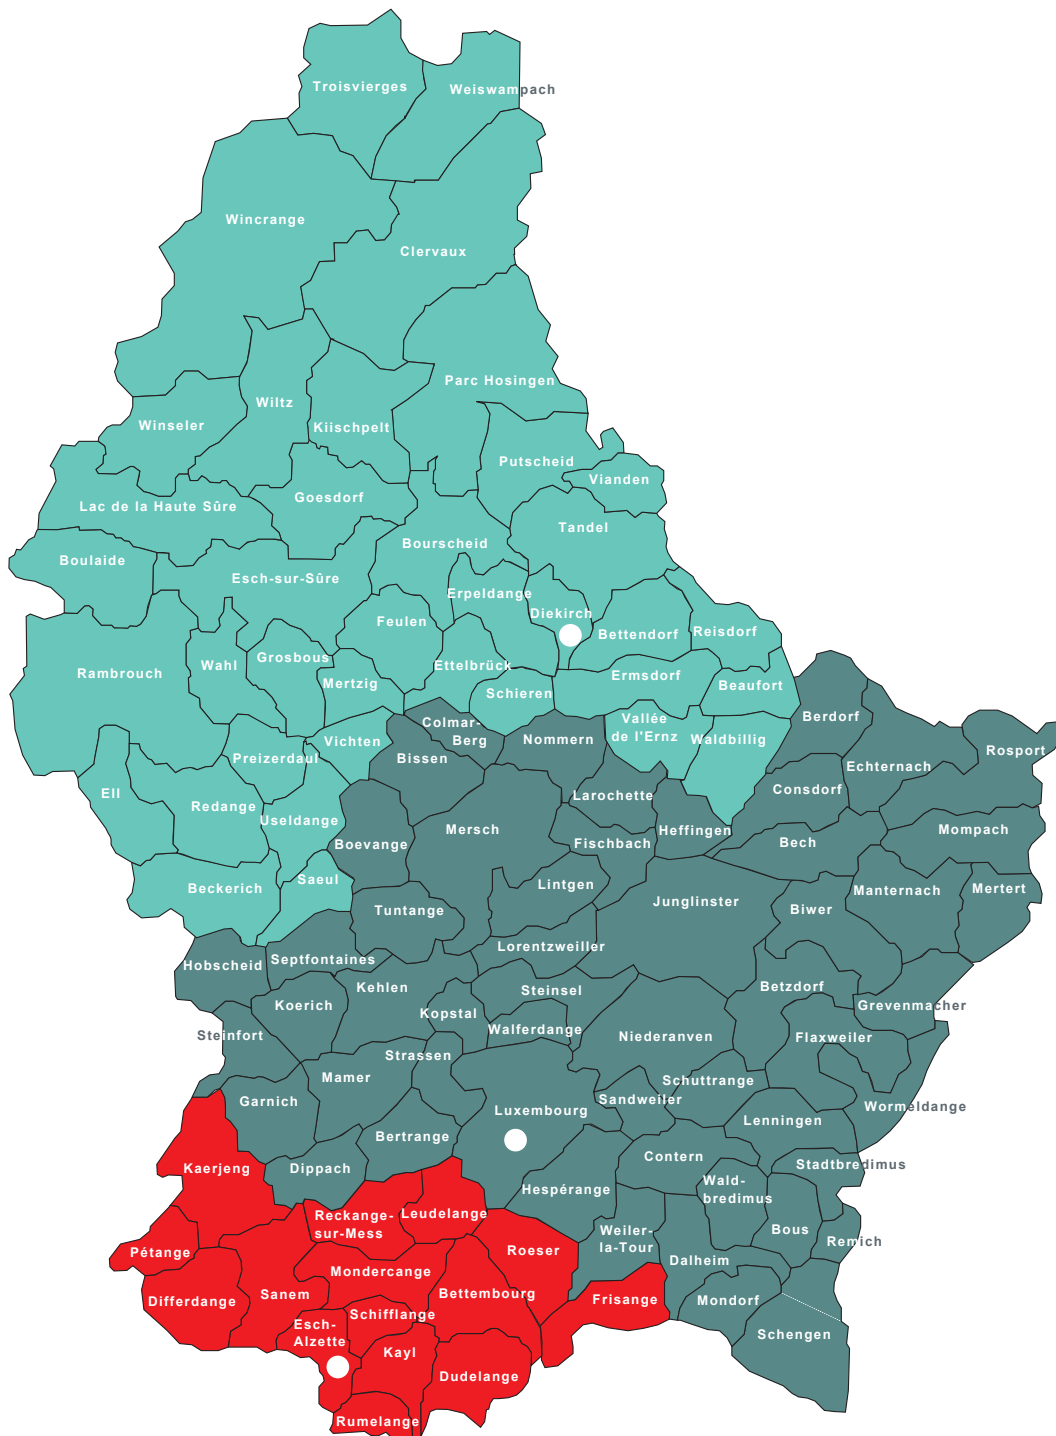 Troisvierges
Weiswampach
Wincrange
Clervaux
Parc Hosingen
Wiltz
Winseler
Kiischpelt
Putscheid
Vianden
Goesdorf
Lac de la Haute Sûre
Tandel
Bourscheid
Boulaide
Esch-sur-Sûre
Erpeldange
Diekirch
Feulen
Bettendorf
Reisdorf
Grosbous
Wahl
Ettelbrück
Rambrouch
Ermsdorf
Mertzig
Beaufort
Schieren
Berdorf
Vallée
de l'Ernz
Colmar-
Berg
Nommern
Waldbillig
Vichten
Rosport
Preizerdaul
Bissen
Echternach
Ell
Consdorf
Larochette
Redange
Useldange
Mersch
Heffingen
Mompach
Boevange
Fischbach
Bech
Saeul
Beckerich
Lintgen
Manternach
Mertert
Junglinster
Tuntange
Biwer
Lorentzweiller
Septfontaines
Hobscheid
Kehlen
Steinsel
Betzdorf
Koerich
Kopstal
Grevenmacher
Walferdange
Steinfort
Niederanven
Flaxweiler
Strassen
Mamer
Schuttrange
Garnich
Sandweiler
Luxembourg
Wormeldange
Lenningen
Bertrange
Contern
Stadtbredimus
Kaerjeng
Dippach
Wald-
bredimus
Hespérange
Reckange-
sur-Mess
Leudelange
Weiler-
la-Tour
Bous
Remich
Pétange
Roeser
Dalheim
Mondercange
Sanem
Bettembourg
Differdange
Frisange
Mondorf
Schifflange
Esch-
Alzette
Schengen
Kayl
Dudelange
Rumelange